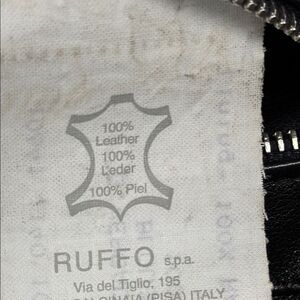 100%
Leather
100%
Leder
100% Piel
RUFFO s.p.a.
Via del Tiglio, 195
(PISA) ITALY